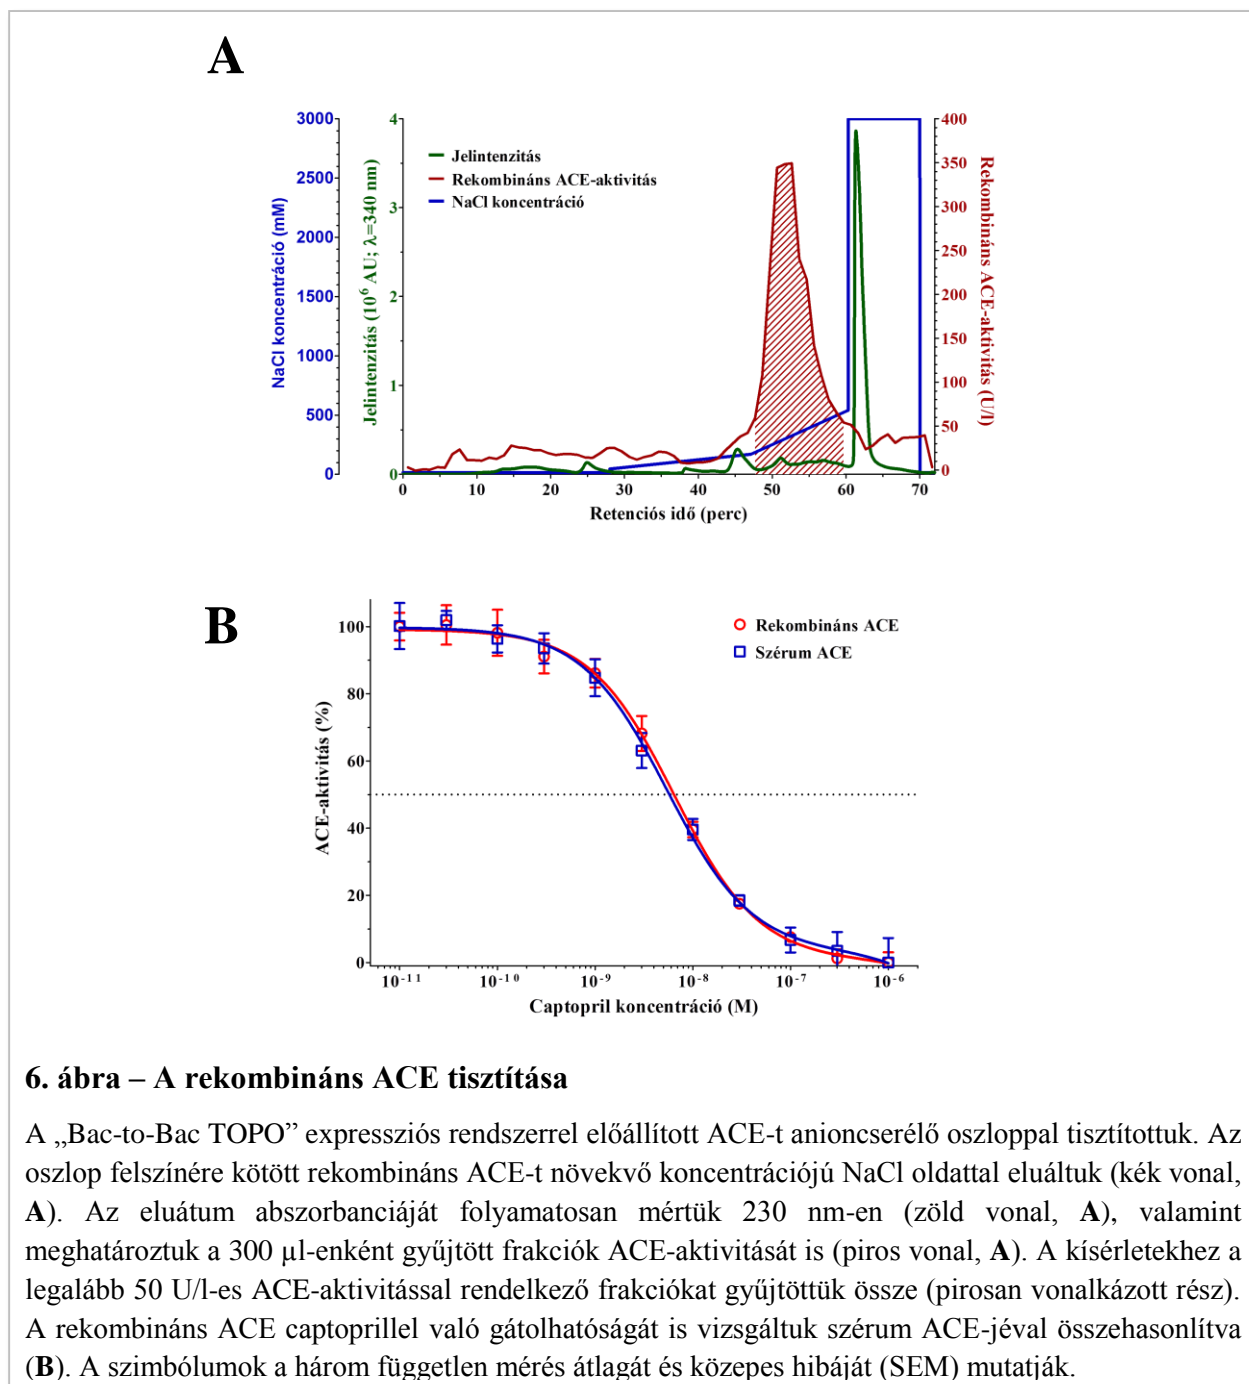 A
3000
2500
2000
1500
1000
500
0
NaCl koncentráció (mM)
4
3
2
1
0
Jelintenzitás (10⁶ AU; λ=340 nm)
Jelintenzitás
Rekombináns ACE-aktivitás
NaCl koncentráció
400
350
300
250
200
150
100
50
0
Rekombináns ACE-aktivitás (U/l)
0 10 20 30 40 50 60 70
Retenciós idő (perc)
B
100
80
60
40
20
0
ACE-aktivitás (%)
Rekombináns ACE
Szérum ACE
10⁻¹¹ 10⁻¹⁰ 10⁻⁹ 10⁻⁸ 10⁻⁷ 10⁻⁶
Captopril koncentráció (M)
6. ábra – A rekombináns ACE tisztítása
A „Bac-to-Bac TOPO” expressziós rendszerrel előállított ACE-t anioncserélő oszloppal tisztítottuk. Az
oszlop felszínére kötött rekombináns ACE-t növekvő koncentrációjú NaCl oldattal eluáltuk (kék vonal,
A). Az eluátum abszorbanciáját folyamatosan mértük 230 nm-en (zöld vonal, A), valamint
meghatároztuk a 300 µl-enként gyűjtött frakciók ACE-aktivitását is (piros vonal, A). A kísérletekhez a
legalább 50 U/l-es ACE-aktivitással rendelkező frakciókat gyűjtöttük össze (pirosan vonalkázott rész).
A rekombináns ACE captoprillel való gátolhatóságát is vizsgáltuk szérum ACE-jéval összehasonlítva
(B). A szimbólumok a három független mérés átlagát és közepes hibáját (SEM) mutatják.